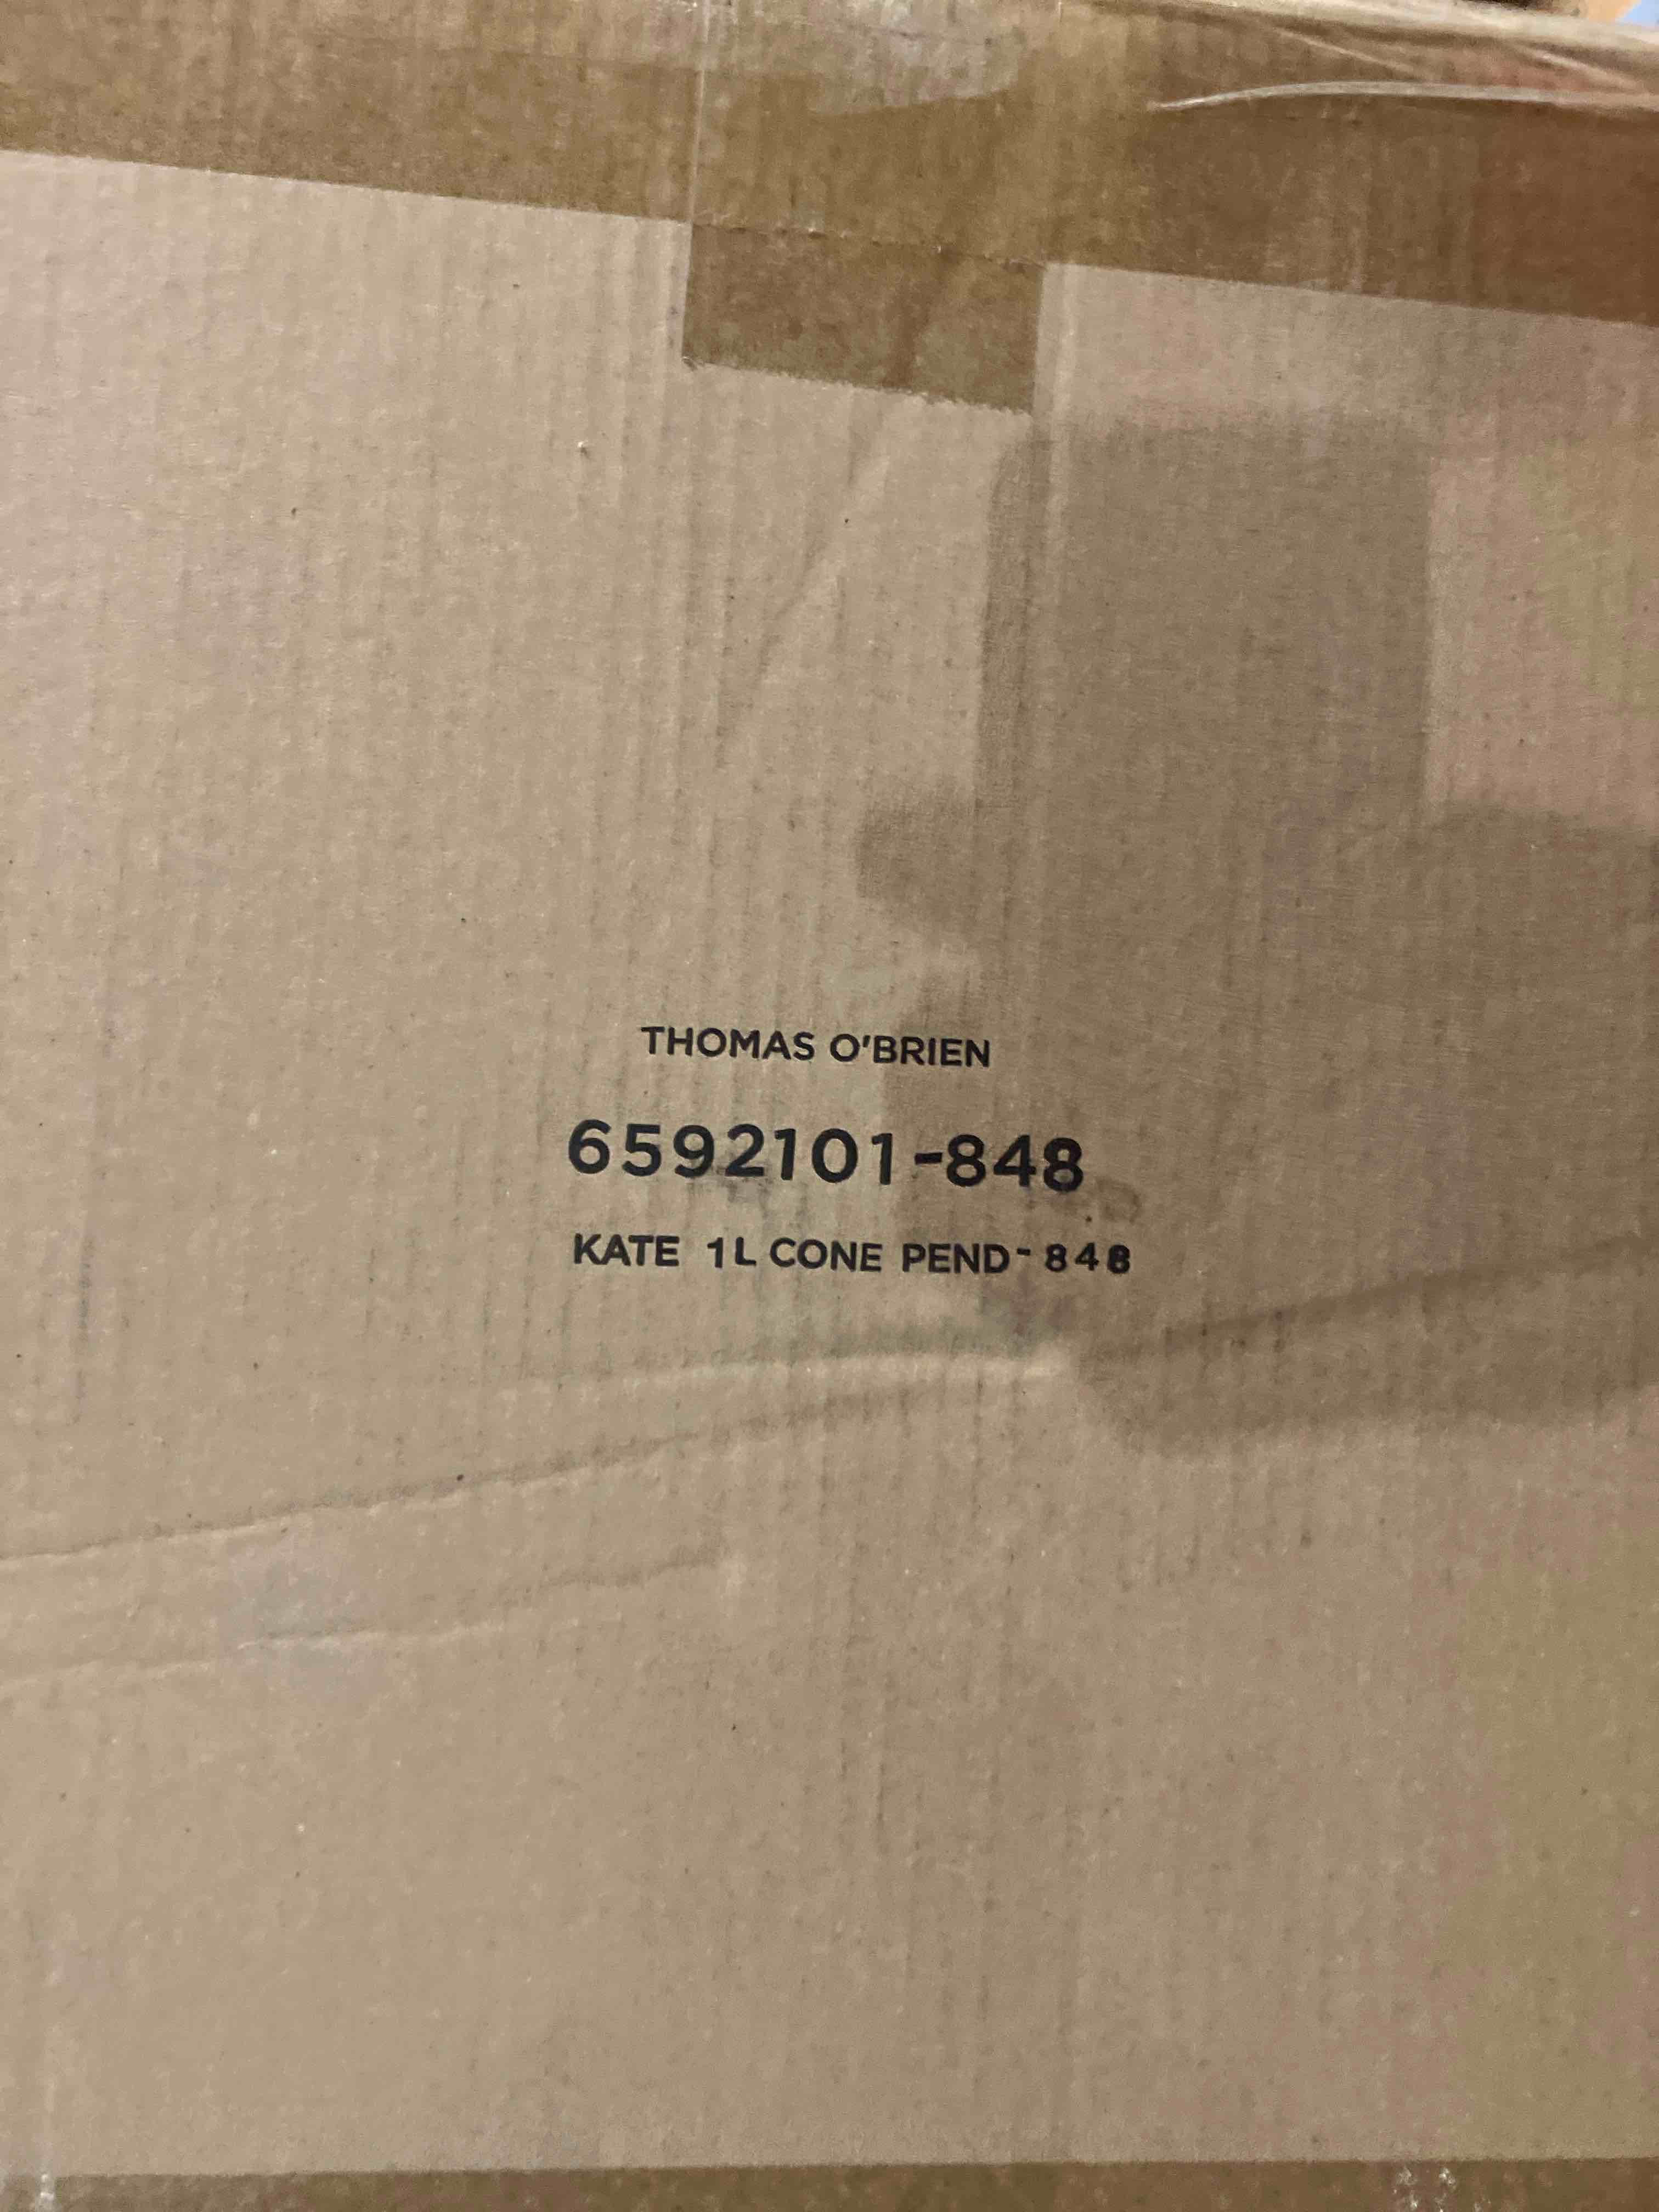 THOMAS O'BRIEN
6592101-848
KATE 1L CONE PEND-848